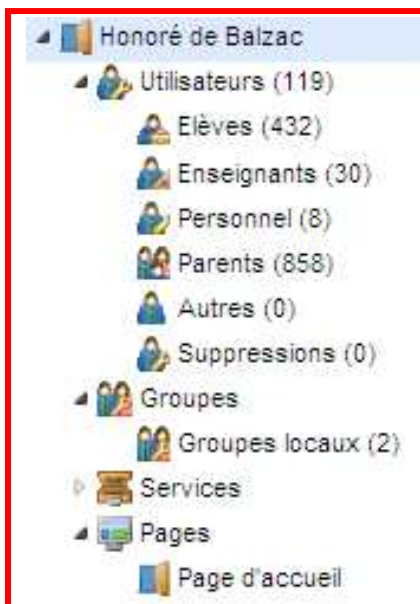 Honoré de Balzac
Utilisateurs (119)
Elèves (432)
Enseignants (30)
Personnel (8)
Parents (858)
Autres (0)
Suppressions (0)
Groupes
Groupes locaux (2)
Services
Pages
Page d'accueil